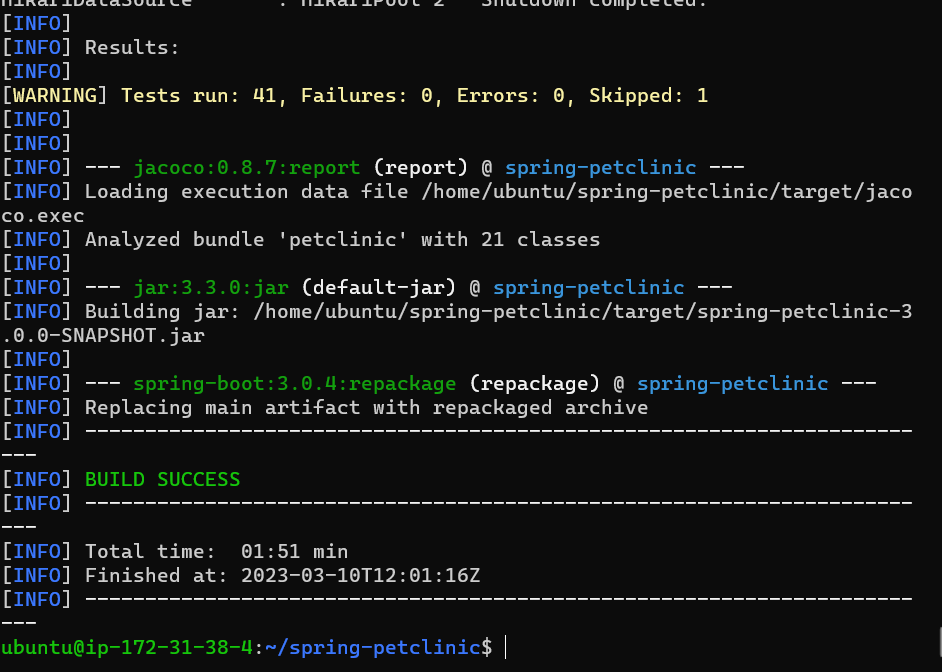 HikariDataSource       : HikariPool-2 - Shutdown completed.
[INFO]
[INFO] Results:
[INFO]
[WARNING] Tests run: 41, Failures: 0, Errors: 0, Skipped: 1
[INFO]
[INFO]
[INFO] --- jacoco:0.8.7:report (report) @ spring-petclinic ---
[INFO] Loading execution data file /home/ubuntu/spring-petclinic/target/jaco
co.exec
[INFO] Analyzed bundle 'petclinic' with 21 classes
[INFO]
[INFO] --- jar:3.3.0:jar (default-jar) @ spring-petclinic ---
[INFO] Building jar: /home/ubuntu/spring-petclinic/target/spring-petclinic-3
.0.0-SNAPSHOT.jar
[INFO]
[INFO] --- spring-boot:3.0.4:repackage (repackage) @ spring-petclinic ---
[INFO] Replacing main artifact with repackaged archive
[INFO] ---------------------------------------------------------------------
---
[INFO] BUILD SUCCESS
[INFO] ---------------------------------------------------------------------
---
[INFO] Total time:  01:51 min
[INFO] Finished at: 2023-03-10T12:01:16Z
[INFO] ---------------------------------------------------------------------
---
ubuntu@ip-172-31-38-4:~/spring-petclinic$